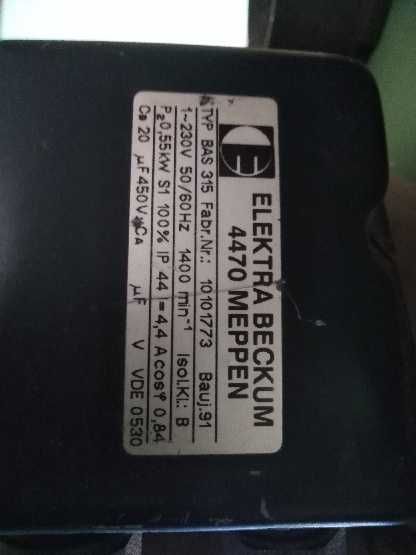 ELEKTRA BECKUM
4470 MEPPEN
TYP BAS 315 Fabr.Nr.: 10101773 Bauj.91
1~230V 50/60Hz 1400 min⁻¹ Isol.Kl.: B
P₂0,55kW S1 100% IP 44 I=4,4 A cosφ 0,84
CB 20 µF 450V CA µF V VDE 0530